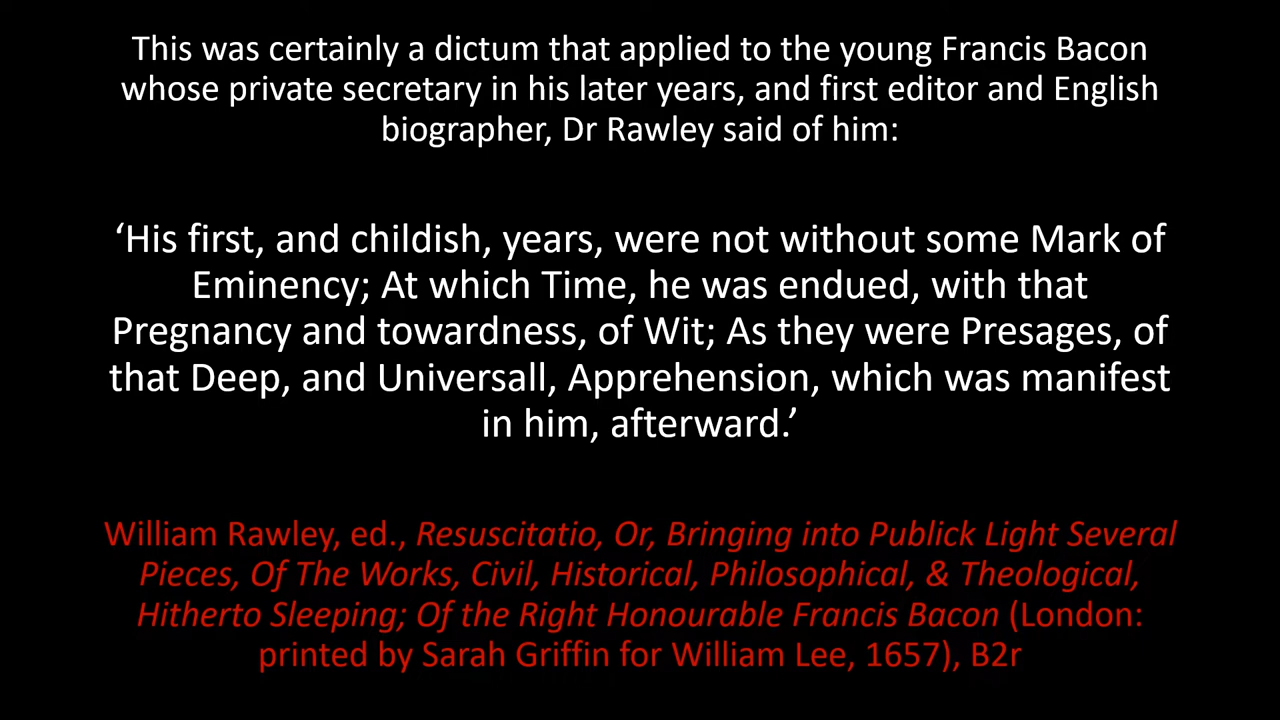 This was certainly a dictum that applied to the young Francis Bacon
whose private secretary in his later years, and first editor and English
biographer, Dr Rawley said of him:
‘His first, and childish, years, were not without some Mark of
Eminency; At which Time, he was endued, with that
Pregnancy and towardness, of Wit; As they were Presages, of
that Deep, and Universall, Apprehension, which was manifest
in him, afterward.’
William Rawley, ed., Resuscitatio, Or, Bringing into Publick Light Several
Pieces, Of The Works, Civil, Historical, Philosophical, & Theological,
Hitherto Sleeping; Of the Right Honourable Francis Bacon (London:
printed by Sarah Griffin for William Lee, 1657), B2r